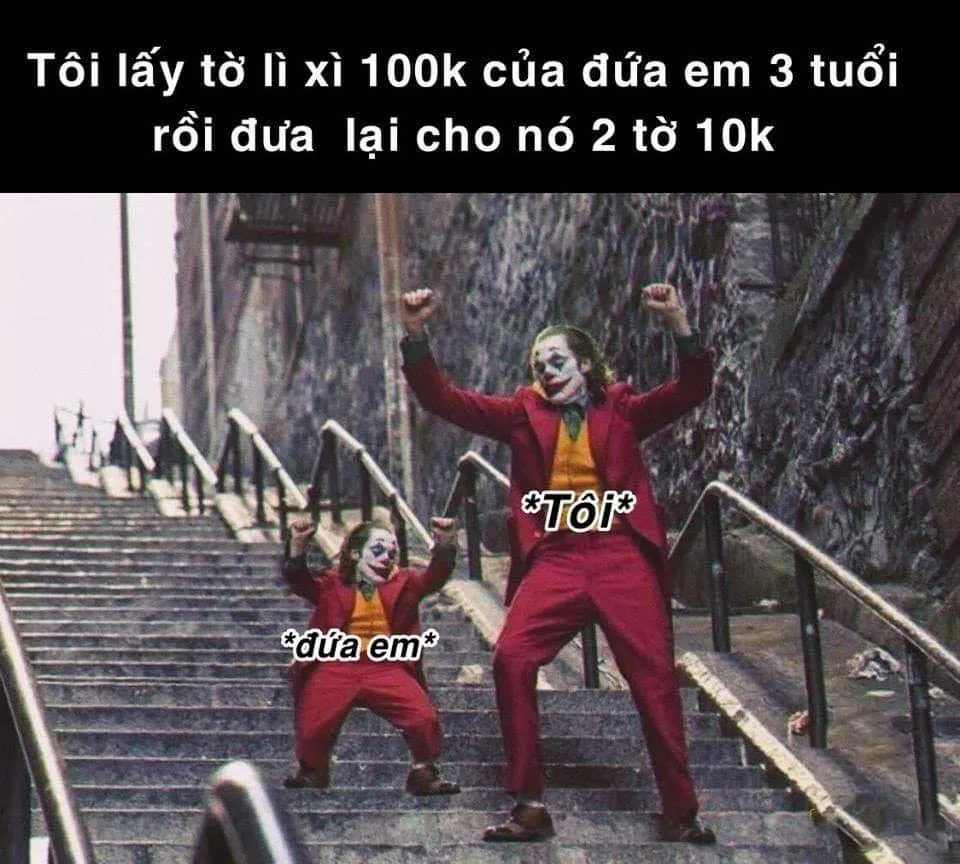 Tôi lấy tờ lì xì 100k của đứa em 3 tuổi
rồi đưa lại cho nó 2 tờ 10k
*Tôi*
*đứa em*